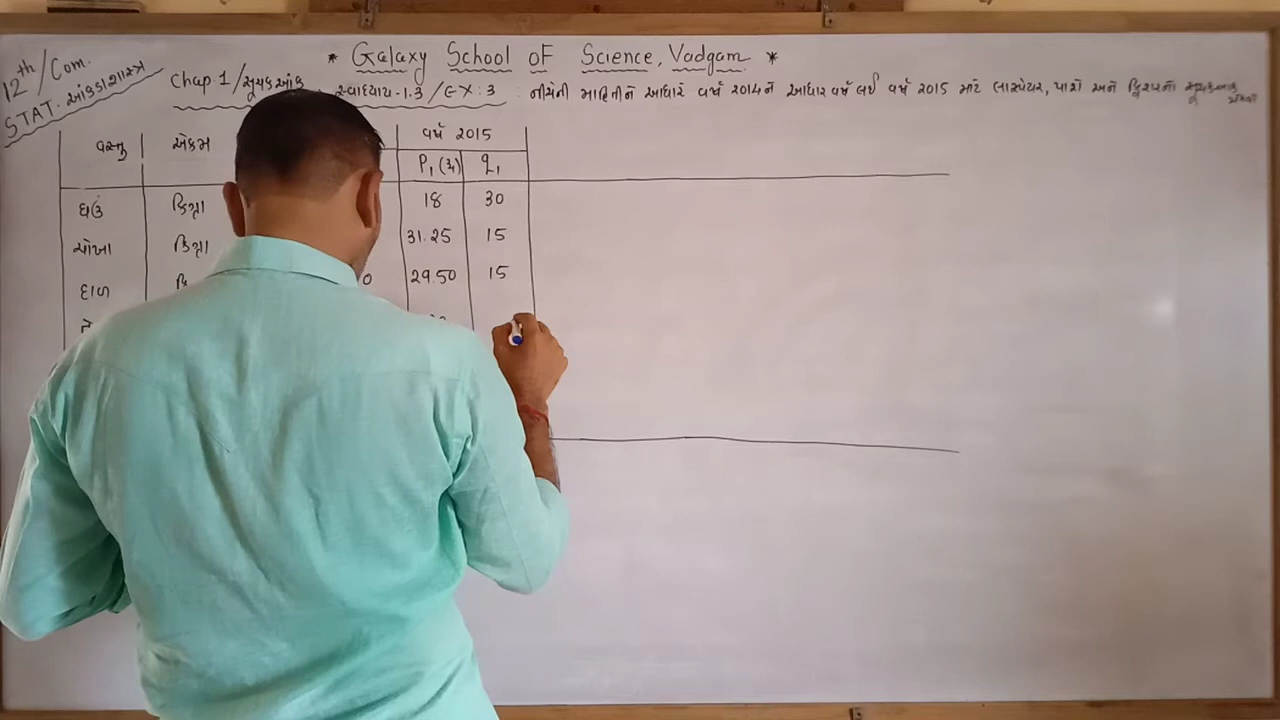 * Galaxy School of Science, Vadgam *
12th / Com.
STAT. આંકડાશાસ્ત્ર
Chap 1 / સૂચક આંક, સ્વાધ્યાય - 1.3 / EX : 3 : નીચેની માહિતીને આધારે વર્ષ 2014ને આધાર વર્ષ લઈ વર્ષ 2015 માટે લાસ્પેયર, પાશે અને ફિશરના
વસ્તુ એકમ વર્ષ 2015
P₁ (રૂ) q₁
ઘઉં કિગ્રા 18 30
ચોખા કિગ્રા 31.25 15
દાળ કિ 0 29.50 15
તે